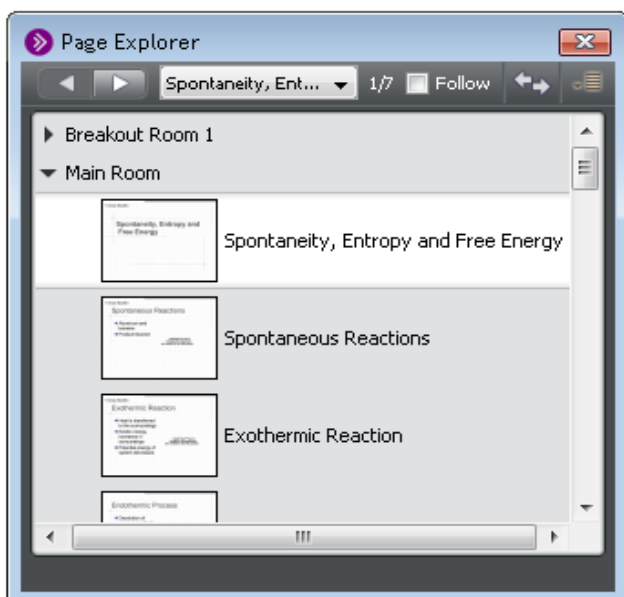 Page Explorer
Spontaneity, Ent...
1/7
Follow
Breakout Room 1
Main Room
Spontaneity, Entropy and
Free Energy
Spontaneity, Entropy and Free Energy
Spontaneous Reactions
Spontaneous Reactions
Exothermic Reaction
Exothermic Reaction
Endothermic Process